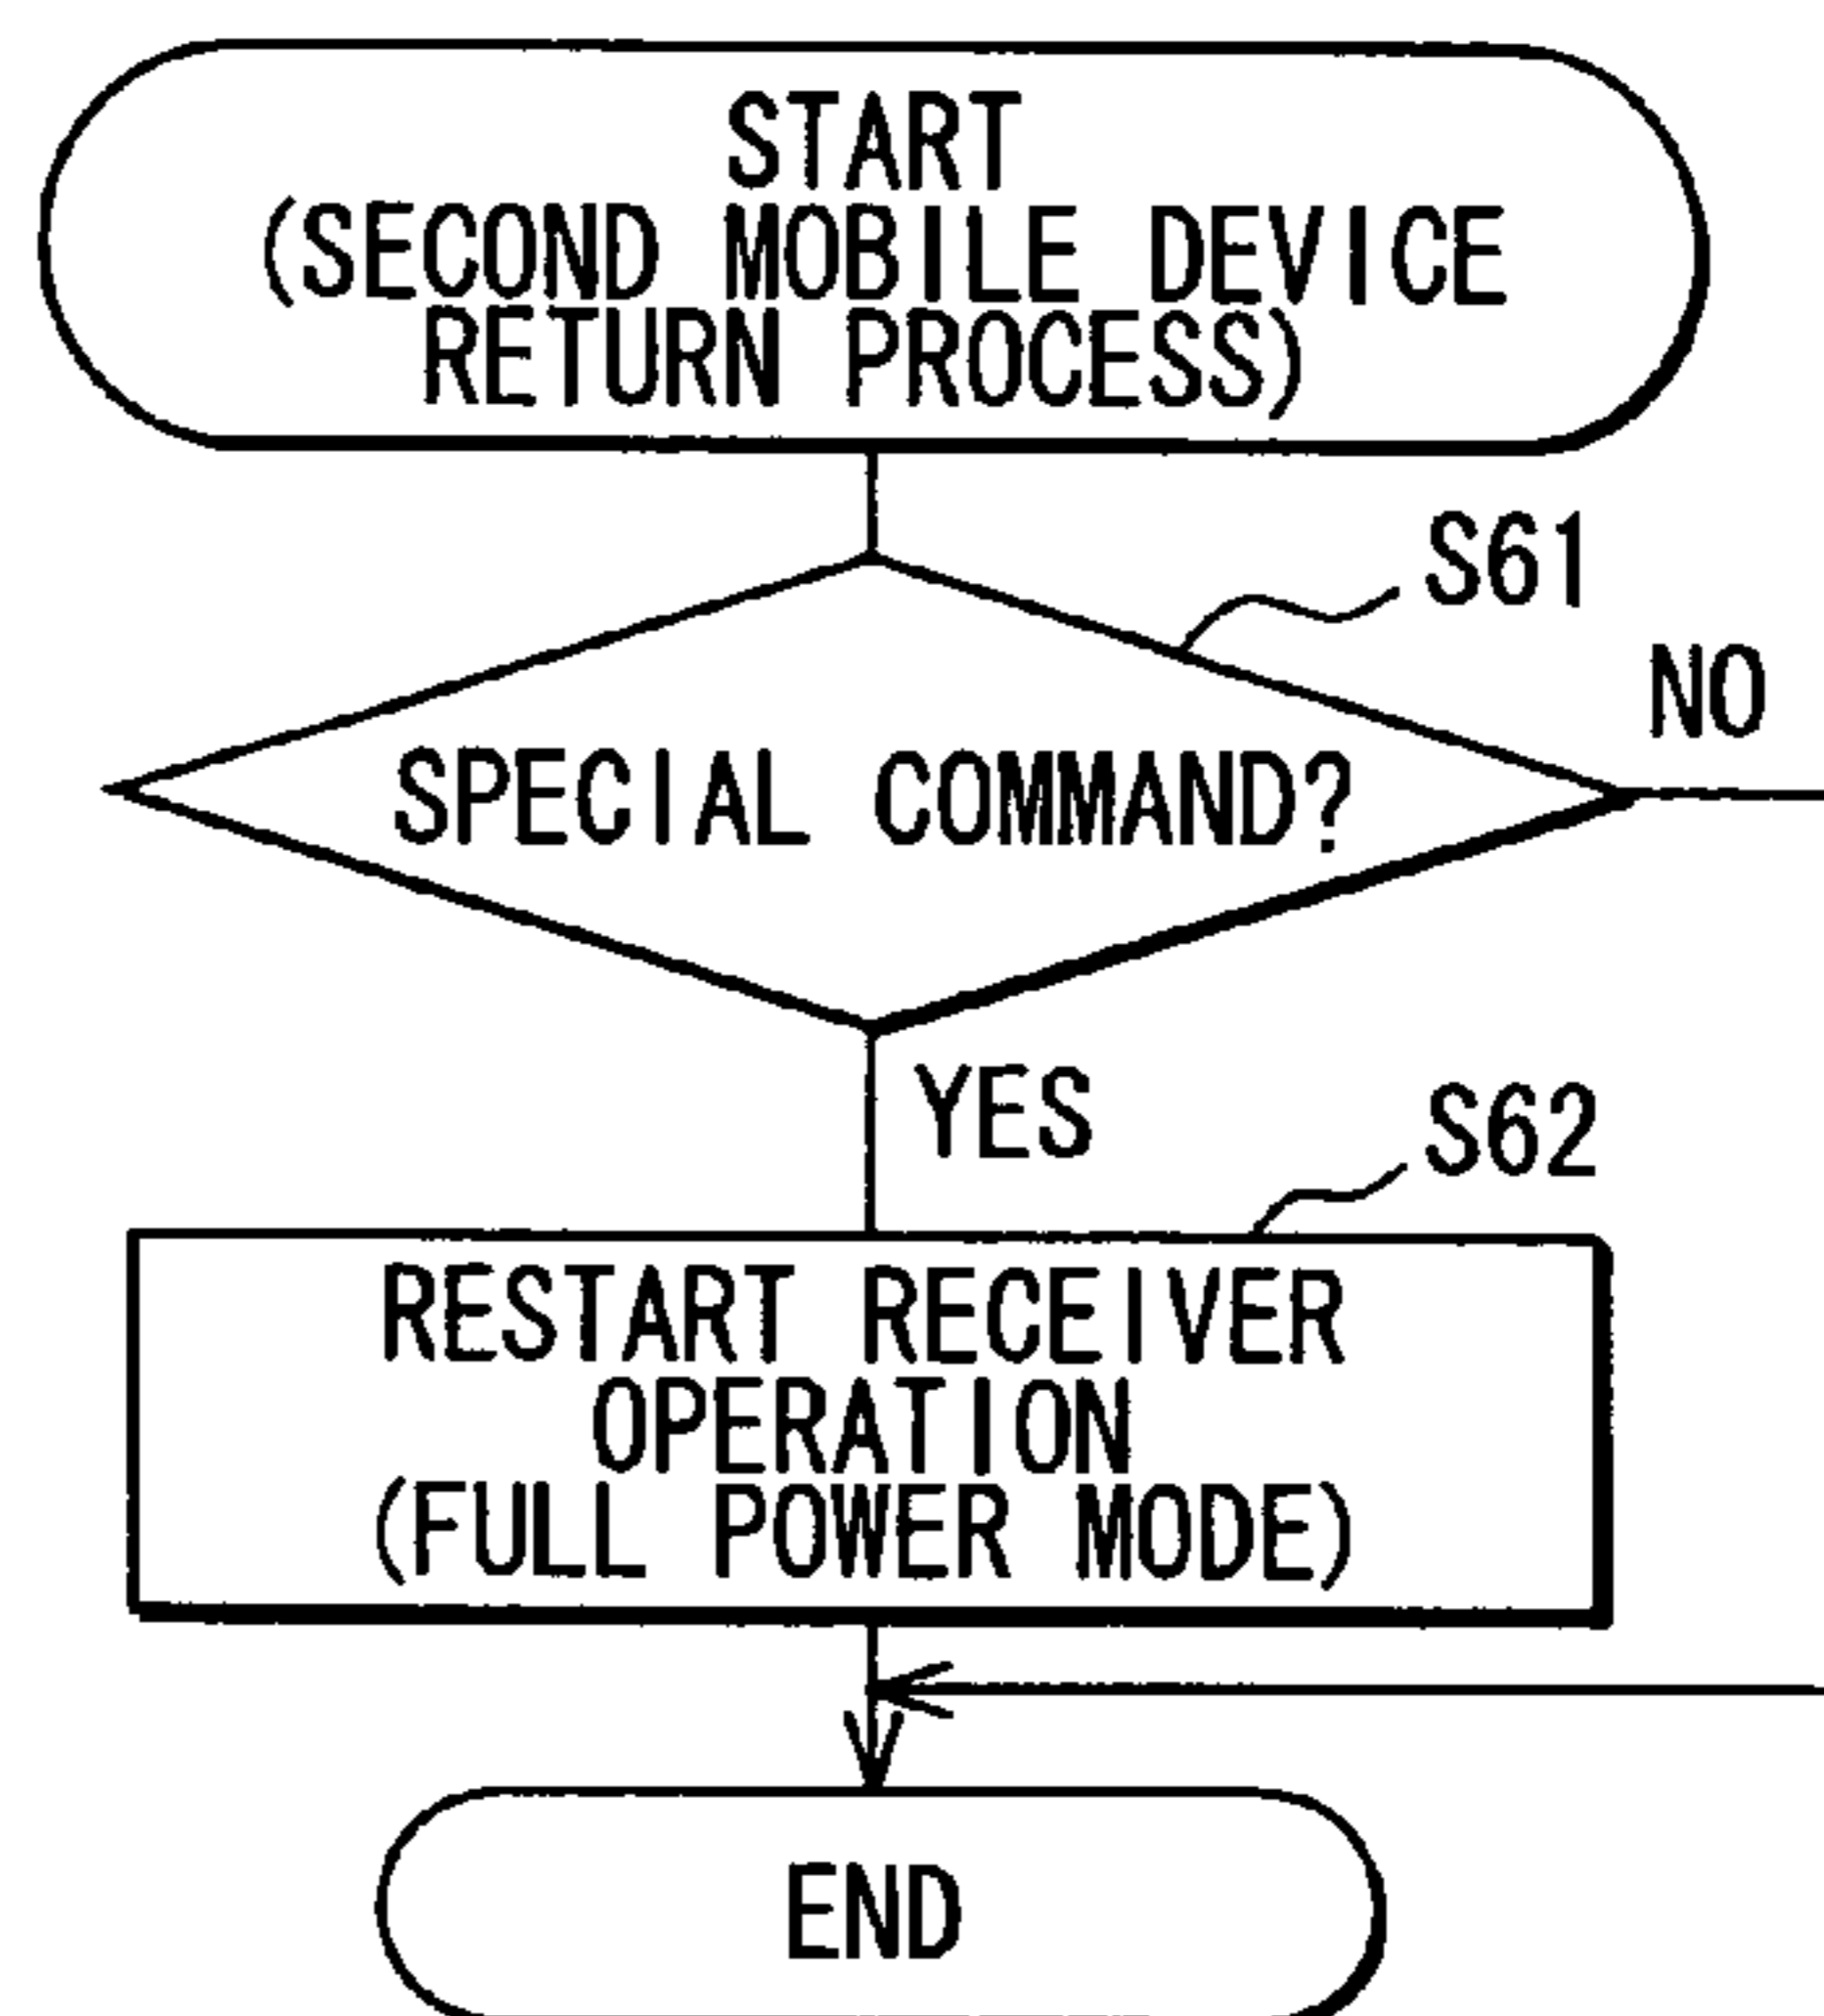 START
(SECOND MOBILE DEVICE
RETURN PROCESS)
S61
NO
SPECIAL COMMAND?
YES
S62
RESTART RECEIVER
OPERATION
(FULL POWER MODE)
END